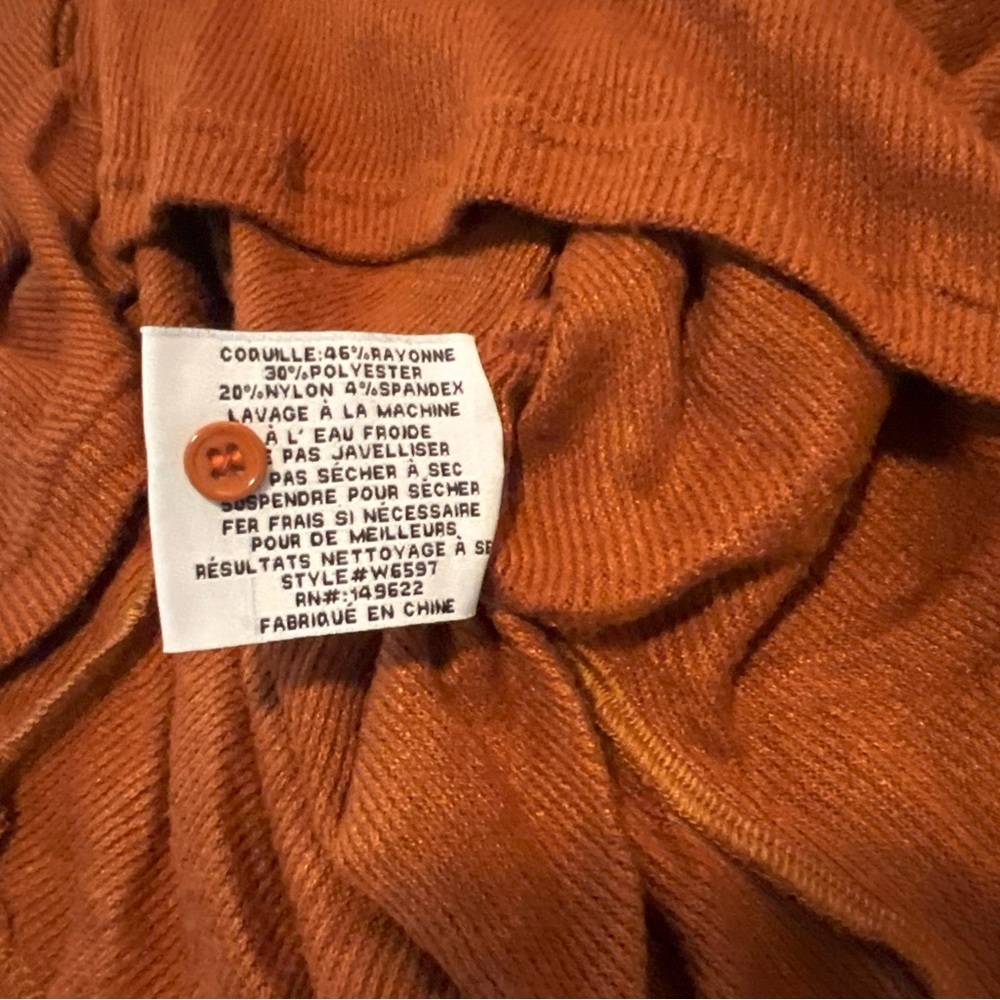 COQUILLE:46%RAYONNE
30%POLYESTER
20%NYLON 4%SPANDEX
LAVAGE À LA MACHINE
À L' EAU FROIDE
PAS JAVELLISER
PAS SÉCHER À SEC
SUSPENDRE POUR SÉCHER
FER FRAIS SI NÉCESSAIRE
POUR DE MEILLEURS
RÉSULTATS NETTOYAGE À
STYLE#W6597
RN#:149622
FABRIQUÉ EN CHINE